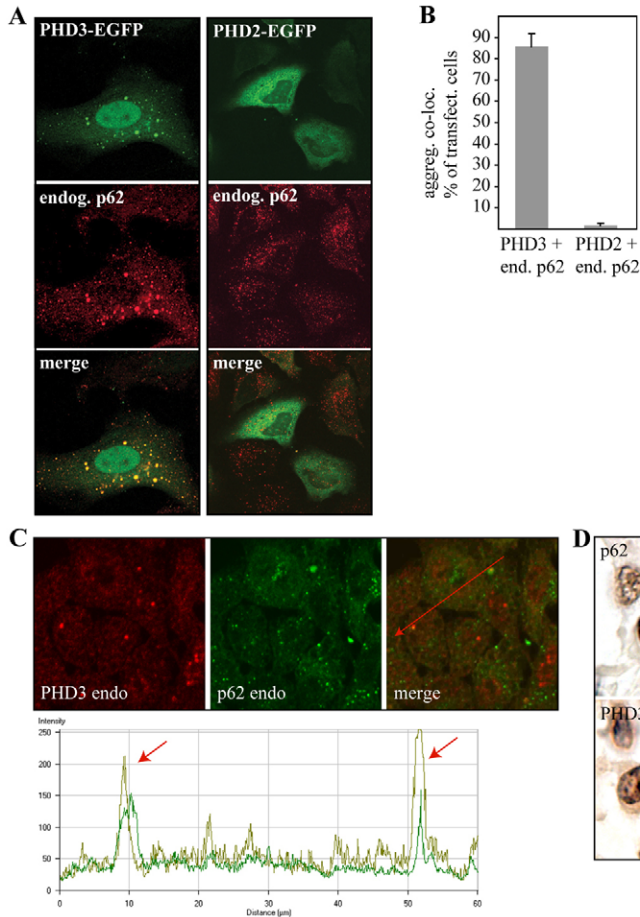 A
PHD3-EGFP
PHD2-EGFP
endog. p62
merge
merge
B
aggreg. co-loc.
% of transfect. cells
90
80
70
60
50
40
30
20
10
PHD3 +
end. p62
PHD2 +
end. p62
C
PHD3 endo
p62 endo
merge
Intensity
250
200
150
100
50
0
0
10
20
30
40
50
60
Distance [µm]
D
p62